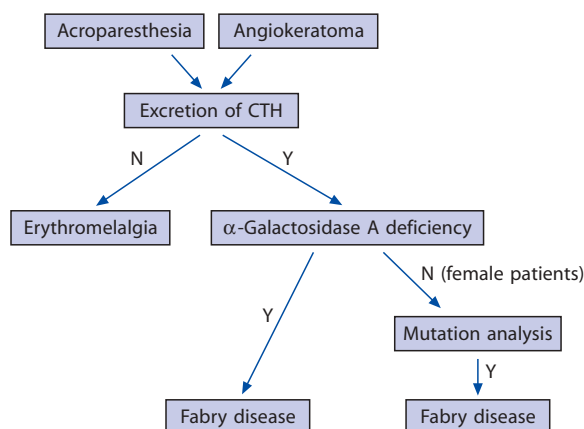 Acroparesthesia
Angiokeratoma
Excretion of CTH
N
Y
Erythromelalgia
α-Galactosidase A deficiency
N (female patients)
Y
Mutation analysis
Y
Fabry disease
Fabry disease